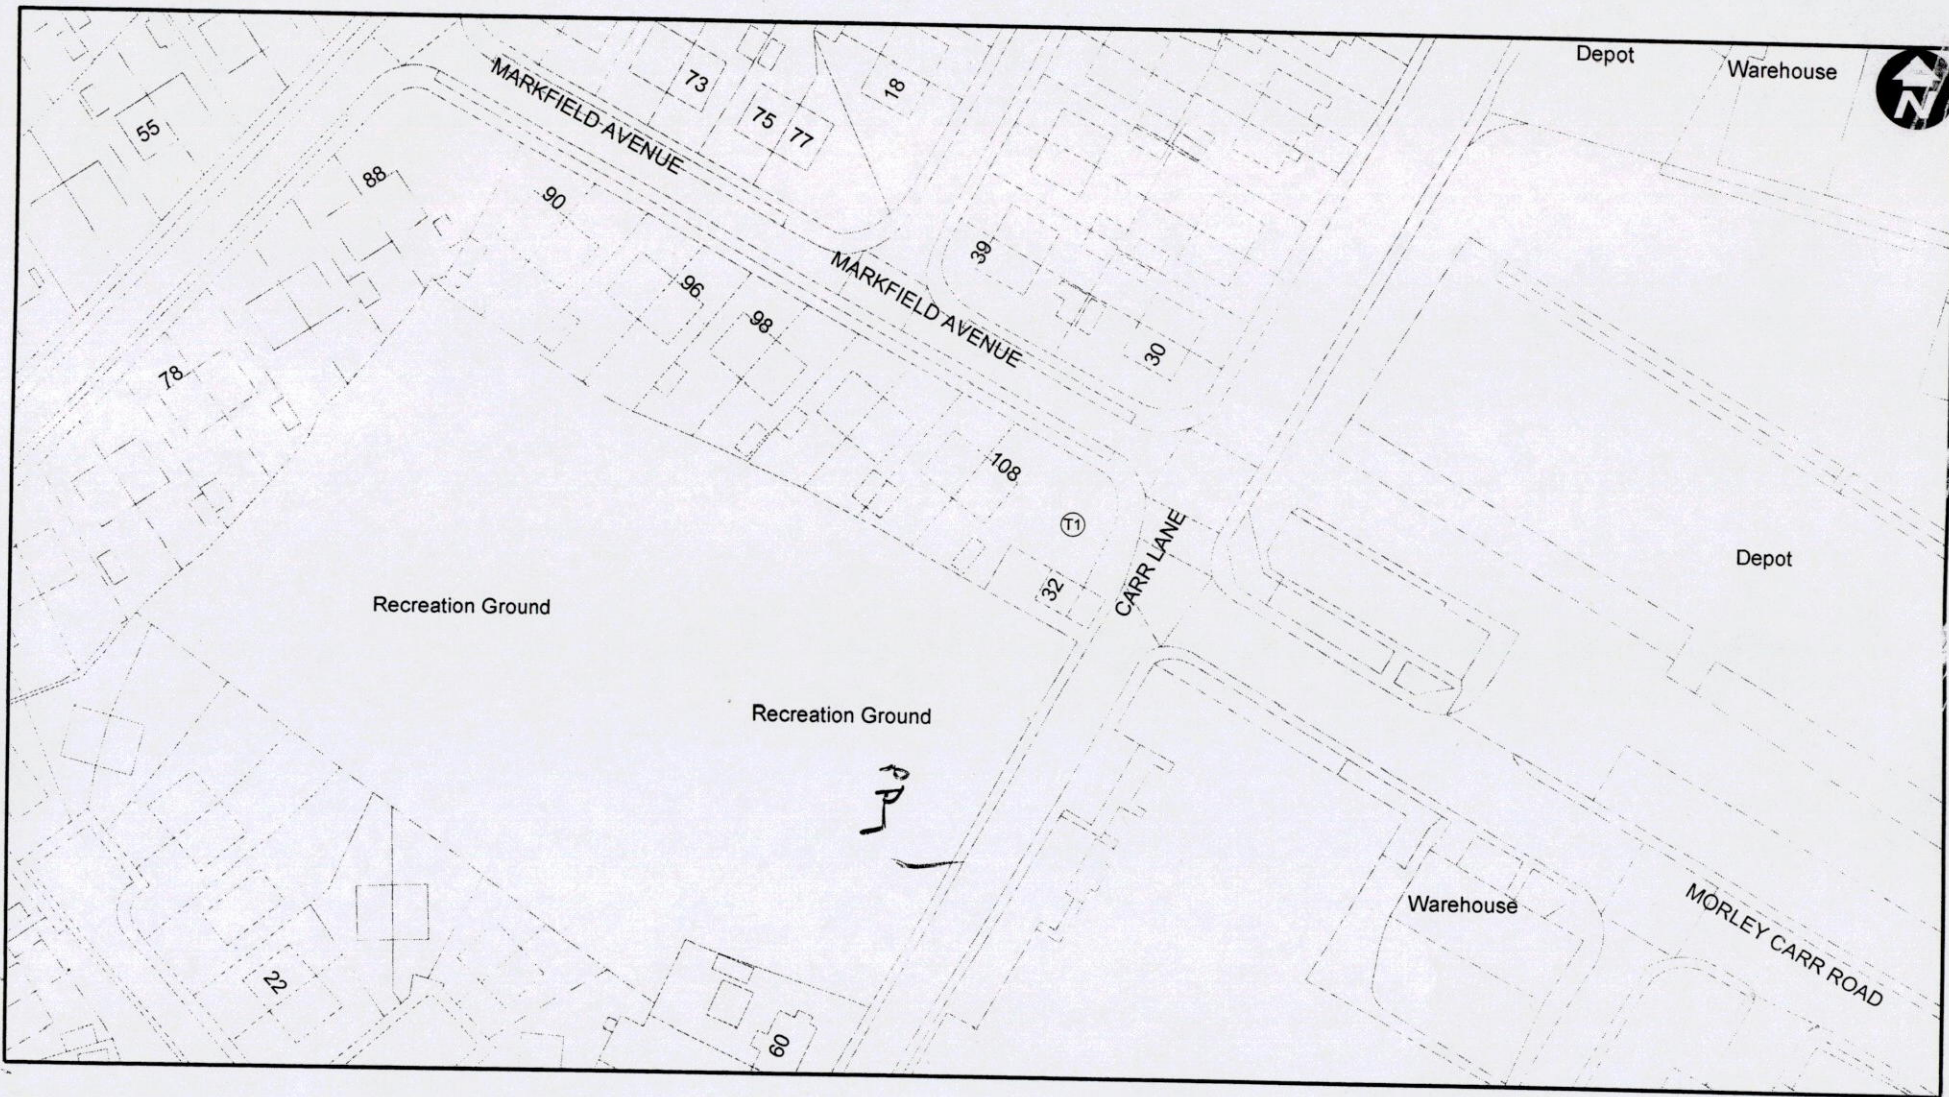 Depot
Warehouse
N
MARKFIELD AVENUE
73
75
77
18
55
88
90
39
96
98
MARKFIELD AVENUE
30
78
108
T1
CARR LANE
32
Depot
Recreation Ground
Recreation Ground
Warehouse
MORLEY CARR ROAD
22
60